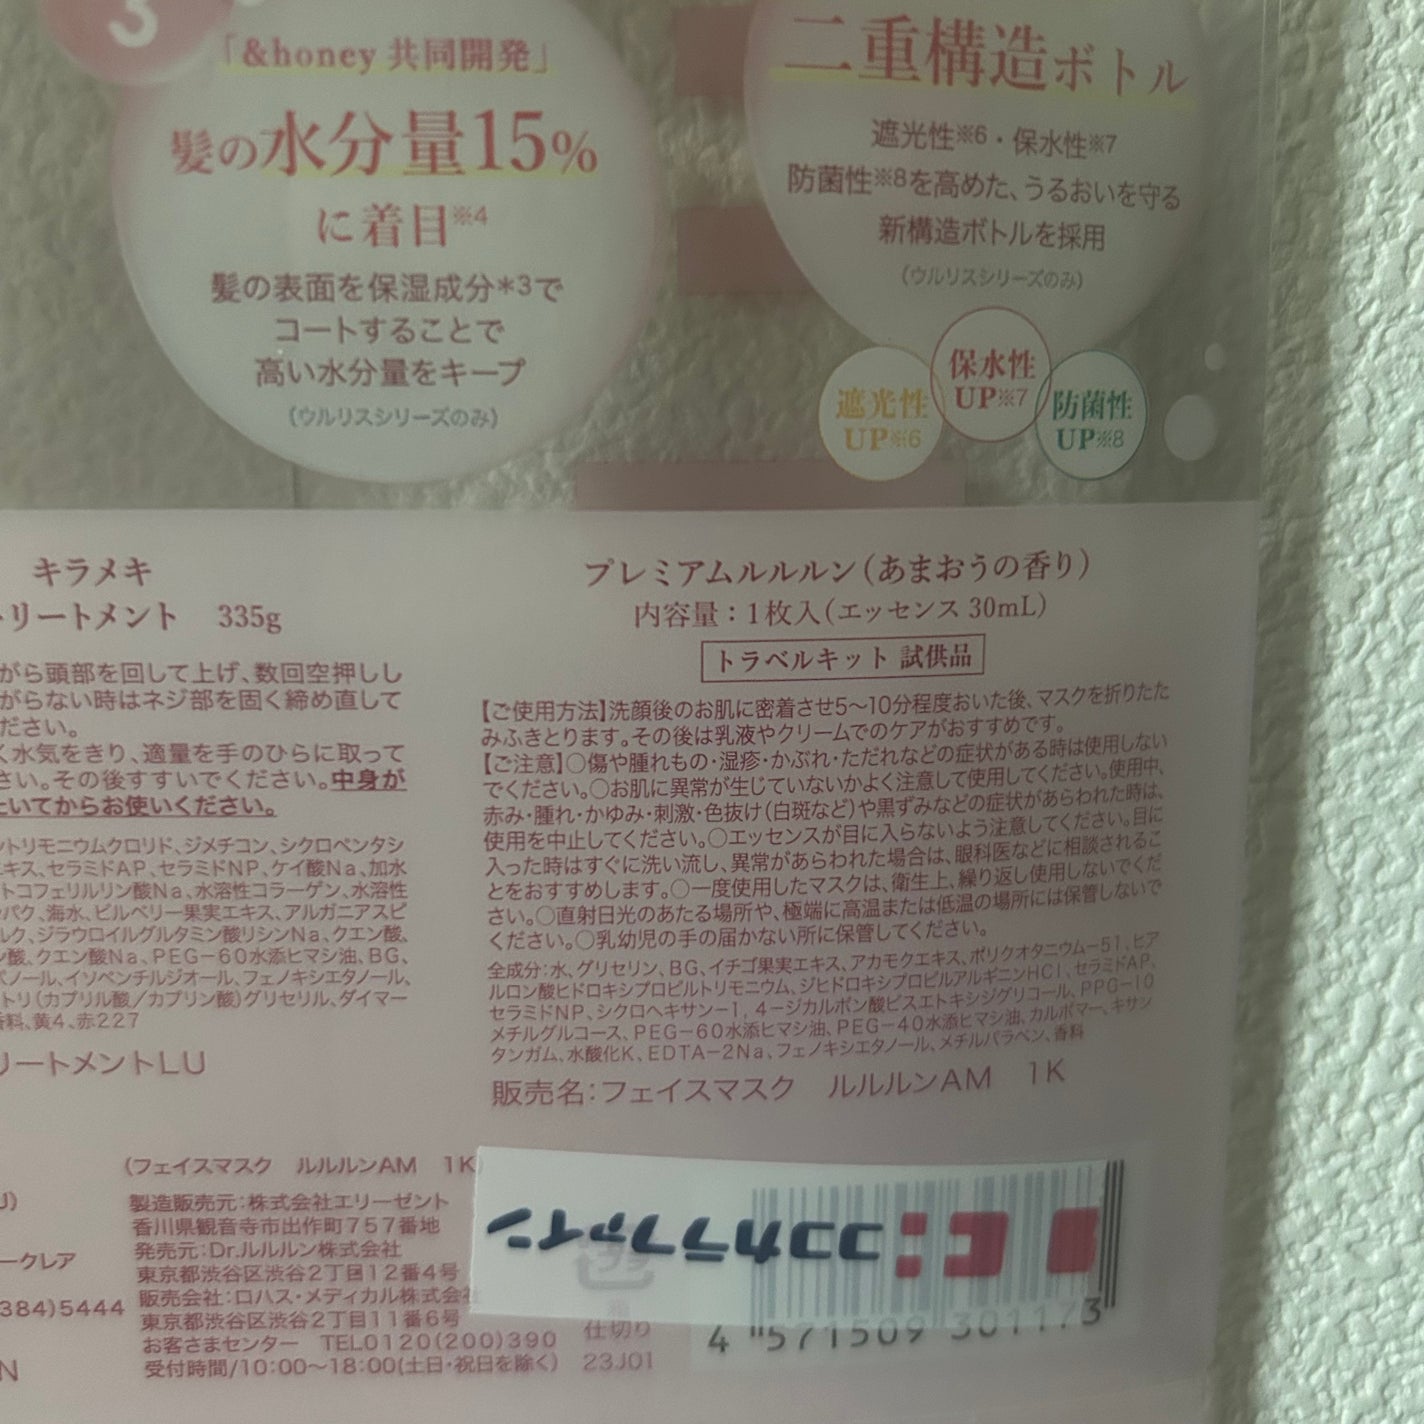 3
「&honey 共同開発」
髪の水分量15%
に着目※4
髪の表面を保湿成分*3で
コートすることで
高い水分量をキープ
(ウルリスシリーズのみ)
二重構造ボトル
遮光性※6・保水性※7
防菌性※8を高めた、うるおいを守る
新構造ボトルを採用
(ウルリスシリーズのみ)
遮光性
UP※6
保水性
UP※7
防菌性
UP※8
キラメキ
リートメント 335g
がら頭部を回して上げ、数回空押しし
がらない時はネジ部を固く締め直して
ださい。
く水気をきり、適量を手のひらに取って
さい。その後すすいでください。中身が
いてからお使いください。
ントリモニウムクロリド、ジメチコン、シクロペンタシ
エキス、セラミドAP、セラミドNP、ケイ酸Na、加水
トコフェリルリン酸Na、水溶性コラーゲン、水溶性
パク、海水、ビルベリー果実エキス、アルガニアスピ
ルク、ジラウロイルグルタミン酸リシンNa、クエン酸、
ン酸、クエン酸Na、PEG-60水添ヒマシ油、BG、
ノール、イソペンチルジオール、フェノキシエタノール、
トリ(カプリル酸/カプリン酸)グリセリル、ダイマー
香料、黄4、赤227
リートメントLU
プレミアムルルルン(あまおうの香り)
内容量:1枚入(エッセンス 30mL)
トラベルキット 試供品
【ご使用方法】洗顔後のお肌に密着させ5~10分程度おいた後、マスクを折りたた
みふきとります。その後は乳液やクリームでのケアがおすすめです。
【ご注意】○傷や腫れもの・湿疹・かぶれ・ただれなどの症状がある時は使用しない
でください。○お肌に異常が生じていないかよく注意して使用してください。使用中、
赤み・腫れ・かゆみ・刺激・色抜け(白斑など)や黒ずみなどの症状があらわれた時は、
使用を中止してください。○エッセンスが目に入らないよう注意してください。目に
入った時はすぐに洗い流し、異常があらわれた場合は、眼科医などに相談されるこ
とをおすすめします。○一度使用したマスクは、衛生上、繰り返し使用しないでくだ
さい。○直射日光のあたる場所や、極端に高温または低温の場所には保管しないで
ください。○乳幼児の手の届かない所に保管してください。
全成分:水、グリセリン、BG、イチゴ果実エキス、アカモクエキス、ポリクオタニウム-51、ヒア
ルロン酸ヒドロキシプロピルトリモニウム、ジヒドロキシプロピルアルギニンHCl、セラミドAP、
セラミドNP、シクロヘキサン-1, 4-ジカルボン酸ビスエトキシジグリコール、PPG-10
メチルグルコース、PEG-60水添ヒマシ油、PEG-40水添ヒマシ油、カルボマー、キサン
タンガム、水酸化K、EDTA-2Na、フェノキシエタノール、メチルパラベン、香料
販売名:フェイスマスク ルルルンAM 1K
(フェイスマスク ルルルンAM 1K)
製造販売元:株式会社エリーゼント
香川県観音寺市出作町757番地
発売元:Dr.ルルルン株式会社
東京都渋谷区渋谷2丁目12番4号
販売会社:ロハス・メディカル株式会社
東京都渋谷区渋谷2丁目11番6号
お客さまセンター TEL0120(200)390
受付時間/10:00~18:00(土日・祝日を除く)
ークレア
384)5444
N
ココカラファイン
仕切り
23J01
4 571509 301173